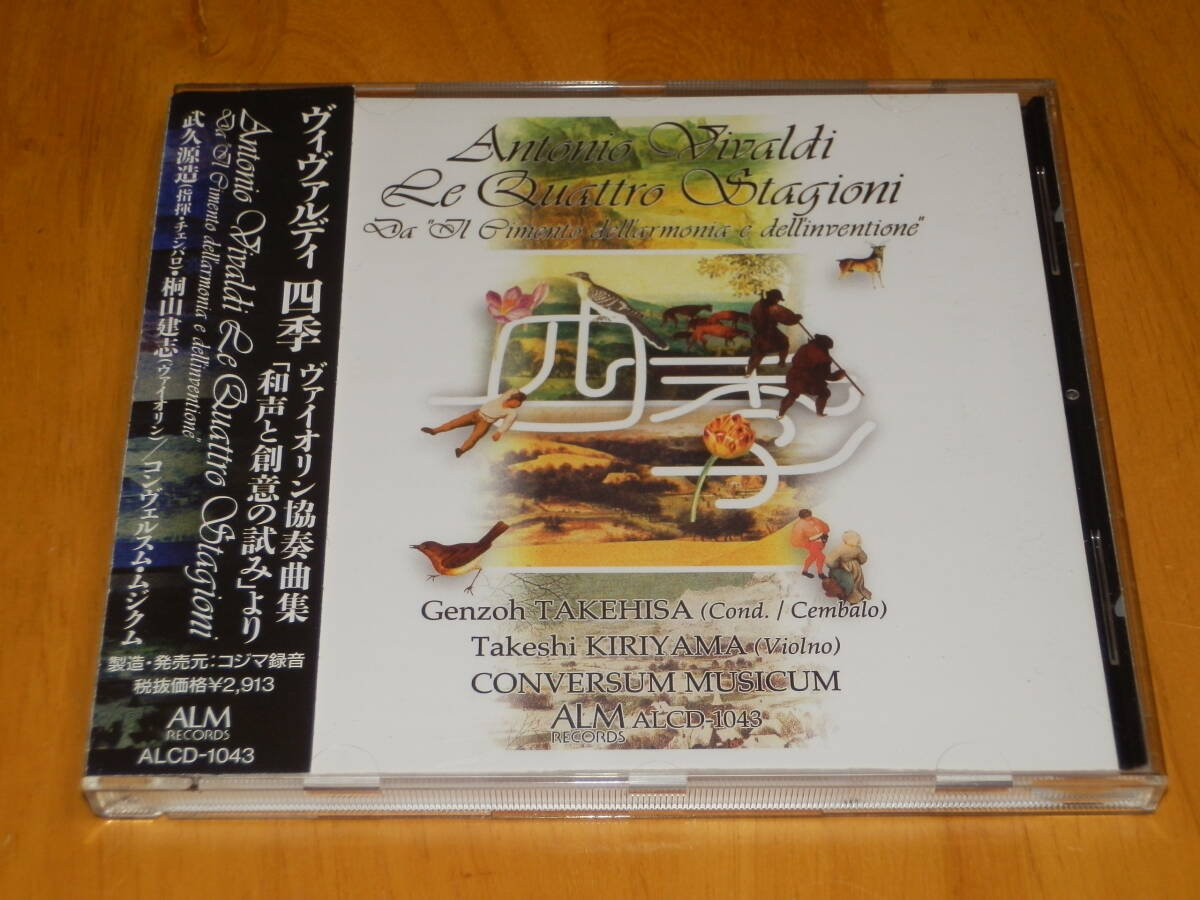 ヴィヴァルディ 四季 ヴァイオリン協奏曲集「和声と創意の試み」より
Antonio Vivaldi Le Quattro Stagioni
Da "Il Cimento dell'armonia e dell'inventione"
武久源造(指揮・チェンバロ)・桐山建志(ヴァイオリン)/コンヴェルスム・ムジクム
製造・発売元:コジマ録音
税抜価格¥2,913
ALM
RECORDS
ALCD-1043
Antonio Vivaldi
Le Quattro Stagioni
Da "Il Cimento dell'armonia e dell'inventione"
四季
Genzoh TAKEHISA (Cond. / Cembalo)
Takeshi KIRIYAMA (Violno)
CONVERSUM MUSICUM
ALM RECORDS ALCD-1043